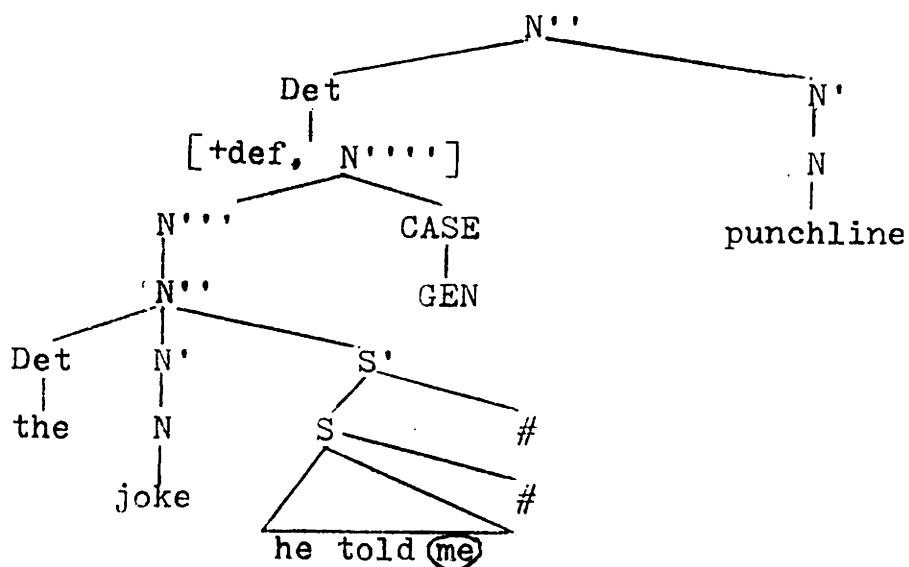 N''
Det N'
[+def, N''''] N
N''' CASE punchline
N'' GEN
Det N' S'
the N S #
joke #
he told me